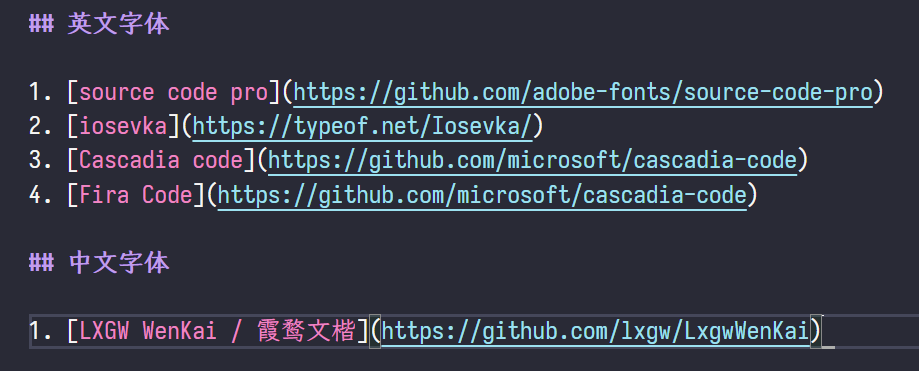 ## 英文字体
1. [source code pro](https://github.com/adobe-fonts/source-code-pro)
2. [iosevka](https://typeof.net/Iosevka/)
3. [Cascadia code](https://github.com/microsoft/cascadia-code)
4. [Fira Code](https://github.com/microsoft/cascadia-code)
## 中文字体
1. [LXGW WenKai / 霞鹜文楷](https://github.com/lxgw/LxgwWenKai)